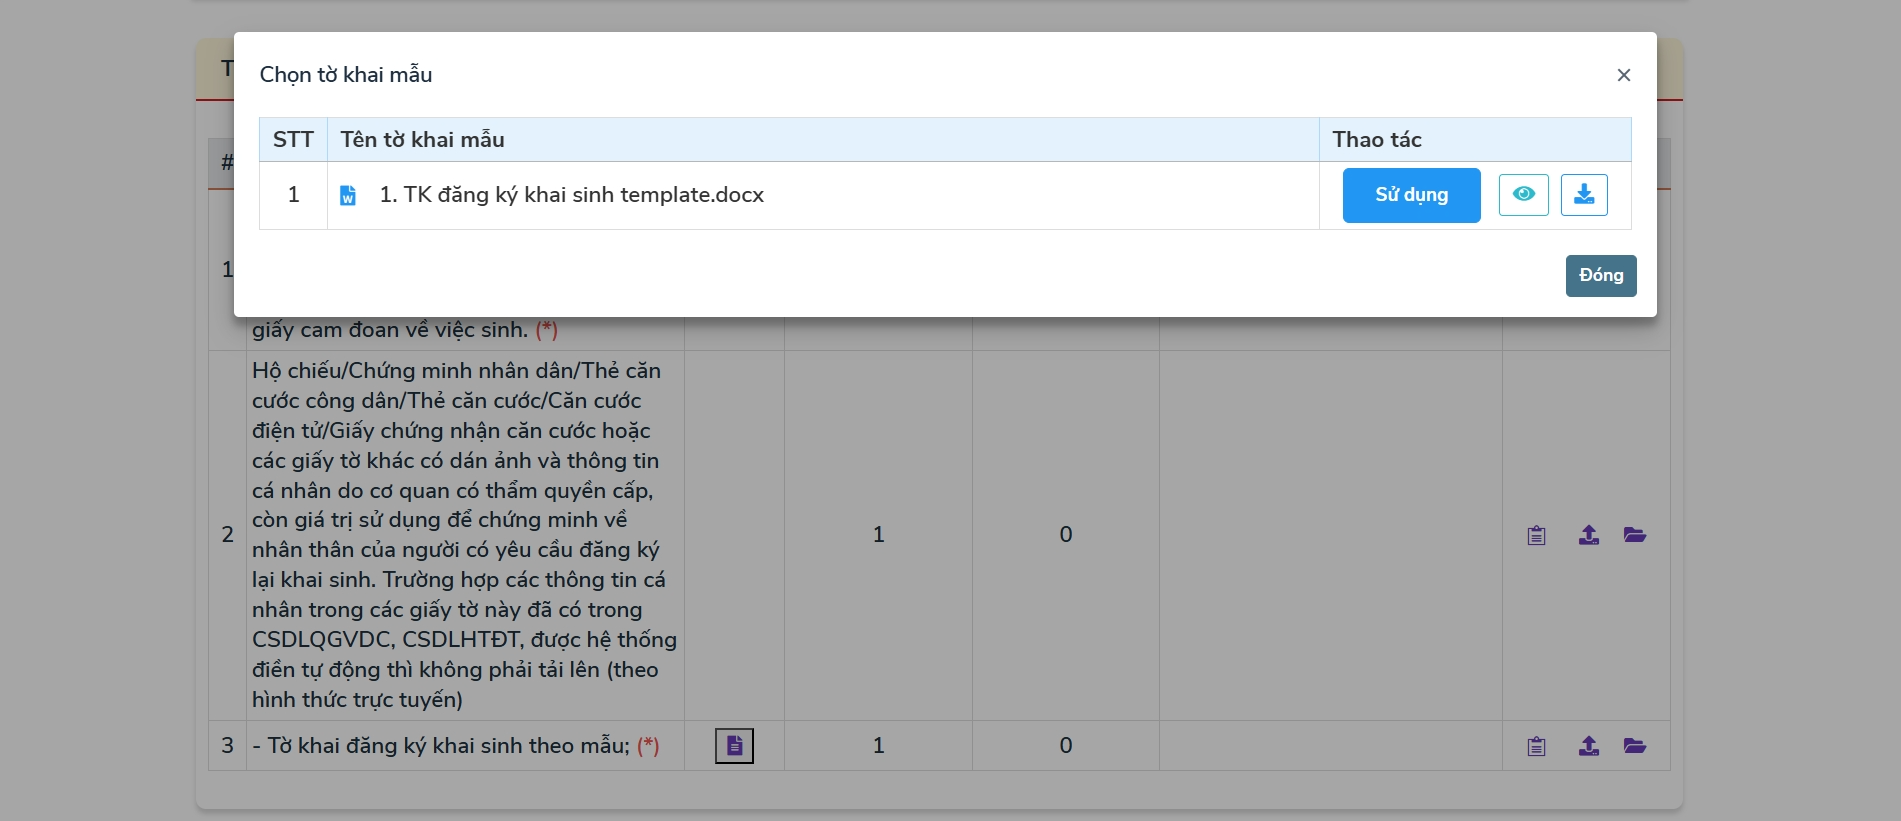 Chọn tờ khai mẫu
×
STT Tên tờ khai mẫu Thao tác
1 1. TK đăng ký khai sinh template.docx Sử dụng
Đóng
T
#
1
giấy cam đoan về việc sinh. (*)
2
Hộ chiếu/Chứng minh nhân dân/Thẻ căn
cước công dân/Thẻ căn cước/Căn cước
điện tử/Giấy chứng nhận căn cước hoặc
các giấy tờ khác có dán ảnh và thông tin
cá nhân do cơ quan có thẩm quyền cấp,
còn giá trị sử dụng để chứng minh về
nhân thân của người có yêu cầu đăng ký
lại khai sinh. Trường hợp các thông tin cá
nhân trong các giấy tờ này đã có trong
CSDLQGVDC, CSDLHTĐT, được hệ thống
điền tự động thì không phải tải lên (theo
hình thức trực tuyến)
1 0
3 - Tờ khai đăng ký khai sinh theo mẫu; (*) 1 0